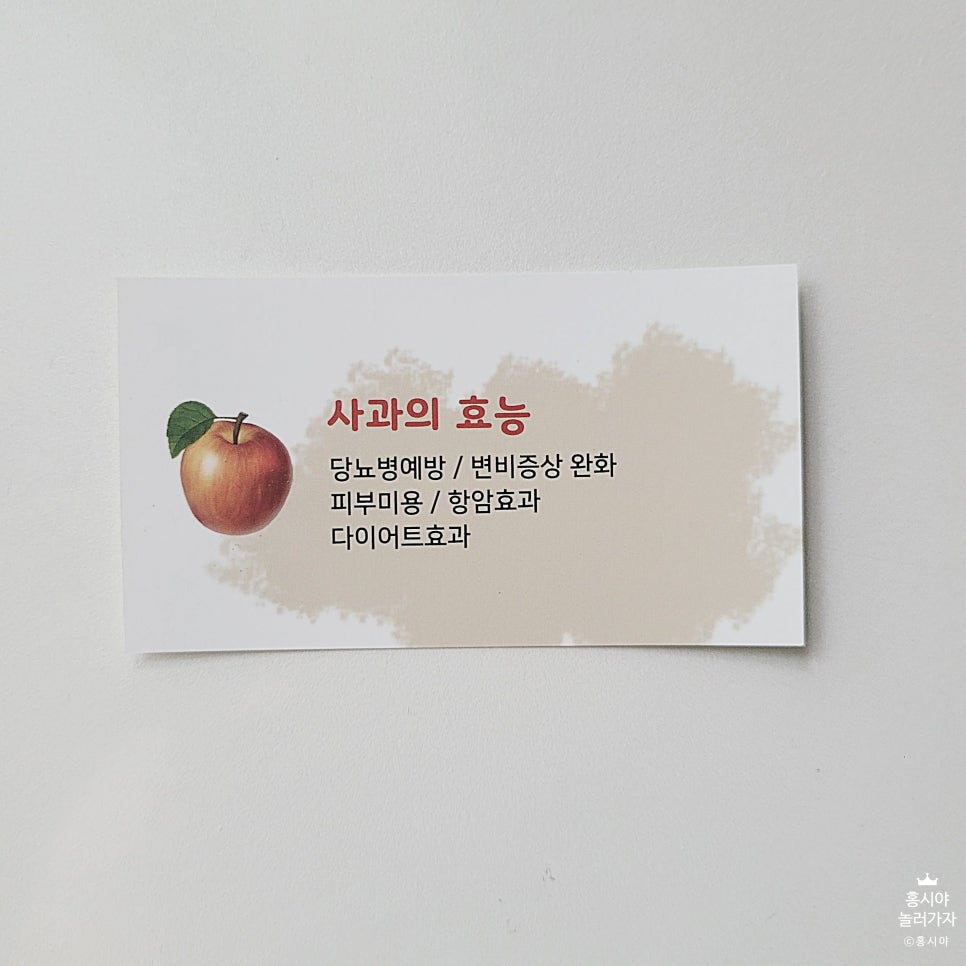 사과의 효능
당뇨병예방 / 변비증상 완화
피부미용 / 항암효과
다이어트효과
홍시야
놀러가자
©홍시야